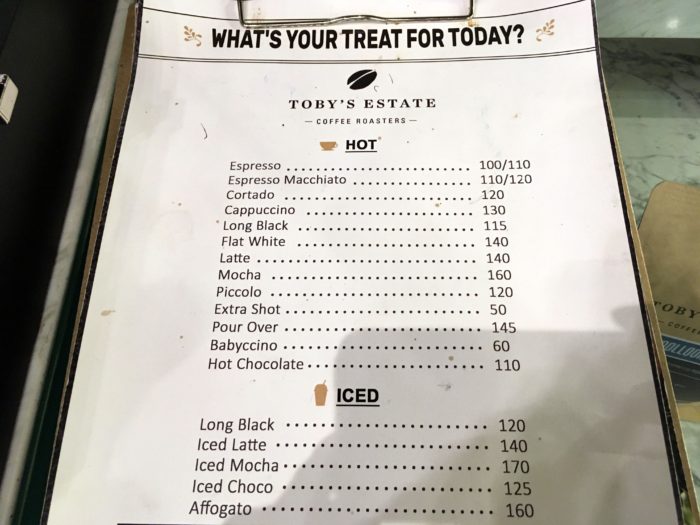 WHAT'S YOUR TREAT FOR TODAY?
TOBY'S ESTATE
— COFFEE ROASTERS —
HOT
Espresso ........................... 100/110
Espresso Macchiato ................. 110/120
Cortado ............................ 120
Cappuccino ......................... 130
Long Black ......................... 115
Flat White ......................... 140
Latte .............................. 140
Mocha .............................. 160
Piccolo ............................ 120
Extra Shot ......................... 50
Pour Over .......................... 145
Babyccino .......................... 60
Hot Chocolate ...................... 110
ICED
Long Black ......................... 120
Iced Latte ......................... 140
Iced Mocha ......................... 170
Iced Choco ......................... 125
Affogato ........................... 160
TOBY